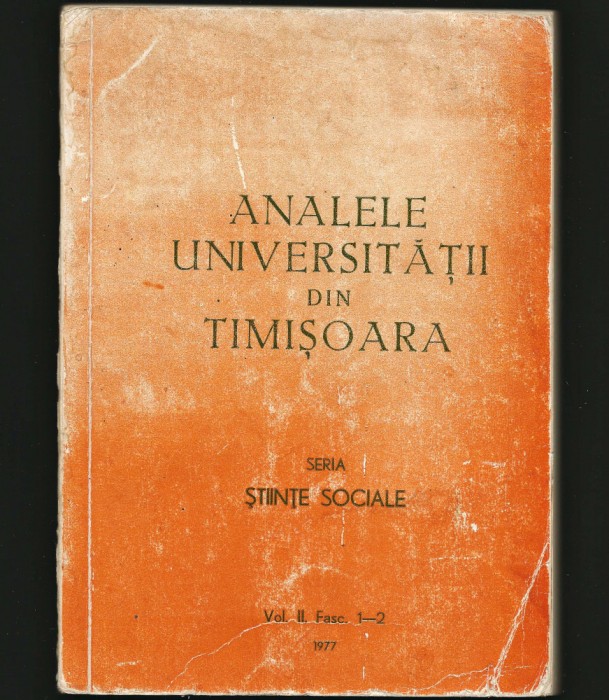 ANALELE
UNIVERSITĂȚII
DIN
TIMIȘOARA
SERIA
ȘTIINȚE SOCIALE
Vol. II. Fasc. 1—2
1977